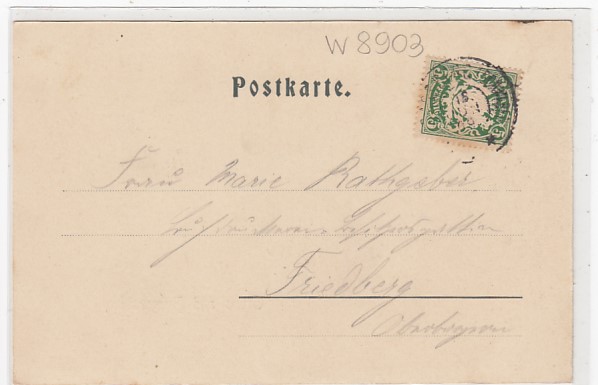 W 8903
Postkarte.
Frau Marie Rathgeber
Friedberg
Oberbayern